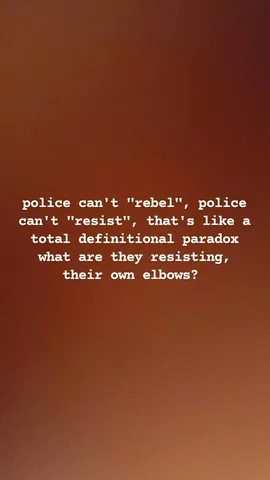 police can't "rebel", police
can't "resist", that's like a
total definitional paradox
what are they resisting,
their own elbows?